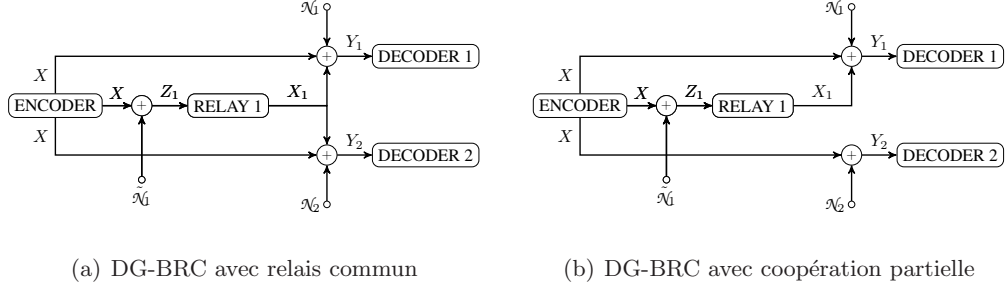 𝒩1
Y1
DECODER 1
X
ENCODER
X
+
Z1
RELAY 1
X1
+
X
Y2
DECODER 2
+
𝒩̃1
𝒩2
(a) DG-BRC avec relais commun
𝒩1
Y1
DECODER 1
+
X
ENCODER
X
+
Z1
RELAY 1
X1
X
Y2
DECODER 2
+
𝒩̃1
𝒩2
(b) DG-BRC avec coopération partielle